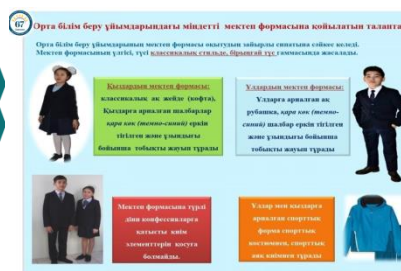 67
Орта білім беру ұйымдарындағы міндетті мектеп формасына қойылатын талапта
Орта білім беру ұйымдарының мектеп формасы оқытудың зайырлы сипатына сәйкес келеді.
Мектеп формасының үлгісі, түсі классикалық стильде, бірыңғай түс гаммасында жасалады.
Қыздардың мектеп формасы:
классикалық ақ жейде (кофта),
Қыздарға арналған шалбарлар
қара көк (темно-синий) еркін
тігілген және ұзындығы
бойынша тобықты жауып тұрады
Ұлдардың мектеп формасы:
Ұлдарға арналған ақ
рубашка, қара көк (темно-
синий) шалбар еркін тігілген
және ұзындығы бойынша
тобықты жауып тұрады
Мектеп формасына түрлі
діни конфессияларға
қатысты киім
элементтерін қосуға
болмайды.
Ұлдар мен қыздарға
арналған спорттық
форма спорттық
костюмнен, спорттық
аяқ киімнен тұрады